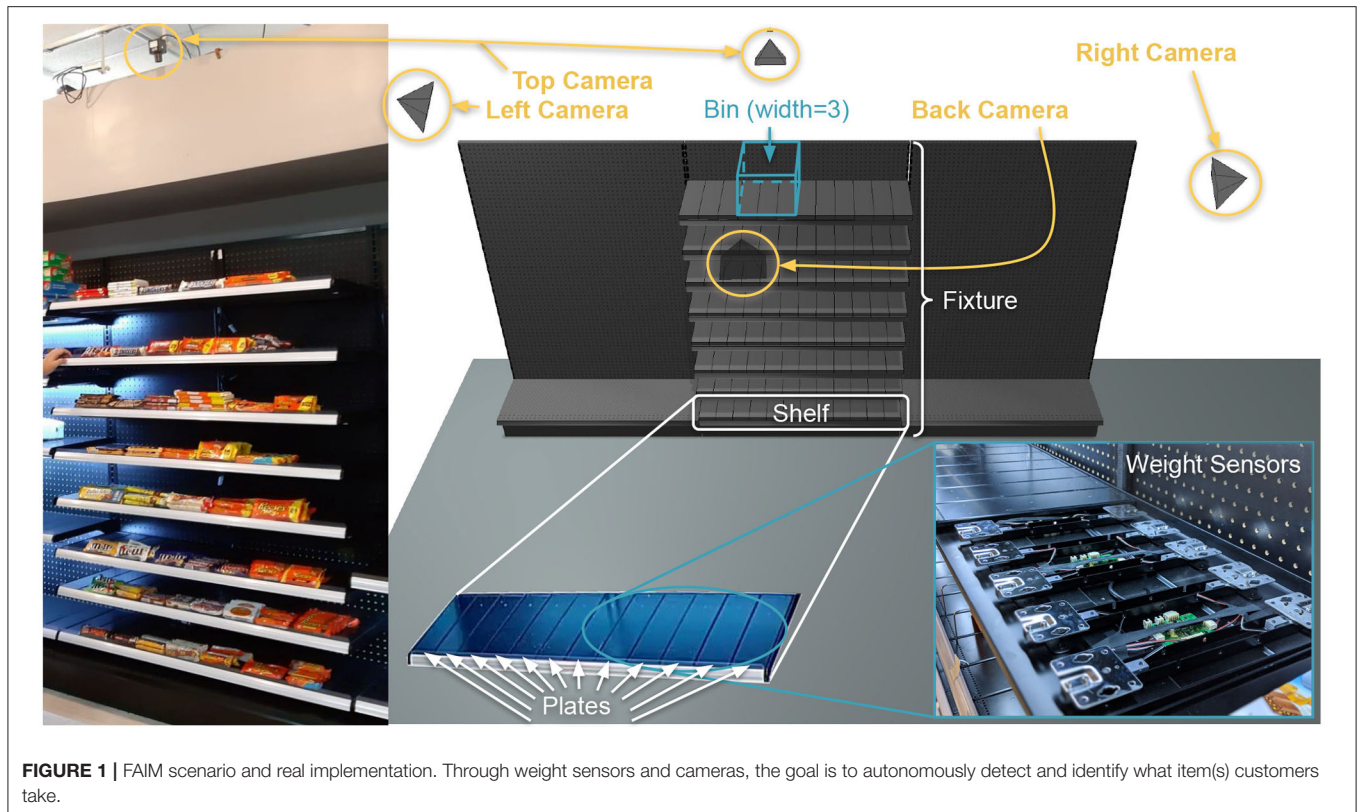 Top Camera
Left Camera
Bin (width=3)
Back Camera
Right Camera
Fixture
Shelf
Weight Sensors
Plates
FIGURE 1 | FAIM scenario and real implementation. Through weight sensors and cameras, the goal is to autonomously detect and identify what item(s) customers
take.